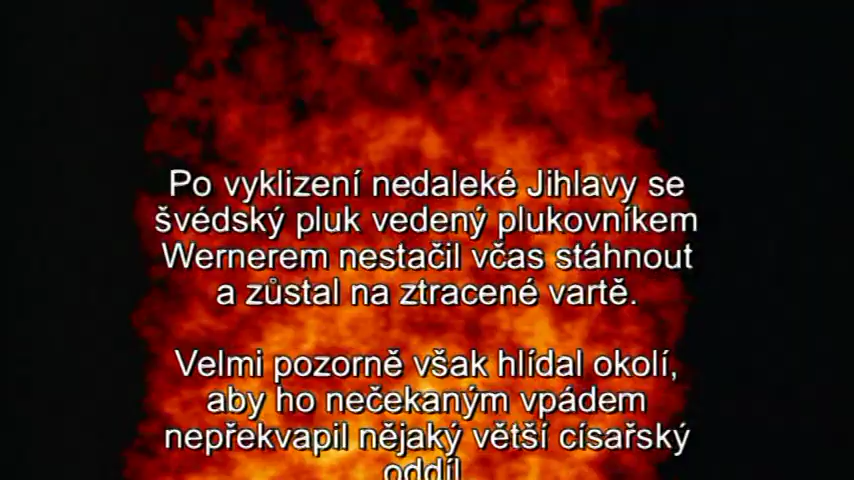 Po vyklizení nedaleké Jihlavy se
švédský pluk vedený plukovníkem
Wernerem nestačil včas stáhnout
a zůstal na ztracené vartě.
Velmi pozorně však hlídal okolí,
aby ho nečekaným vpádem
nepřekvapil nějaký větší císařský
oddíl